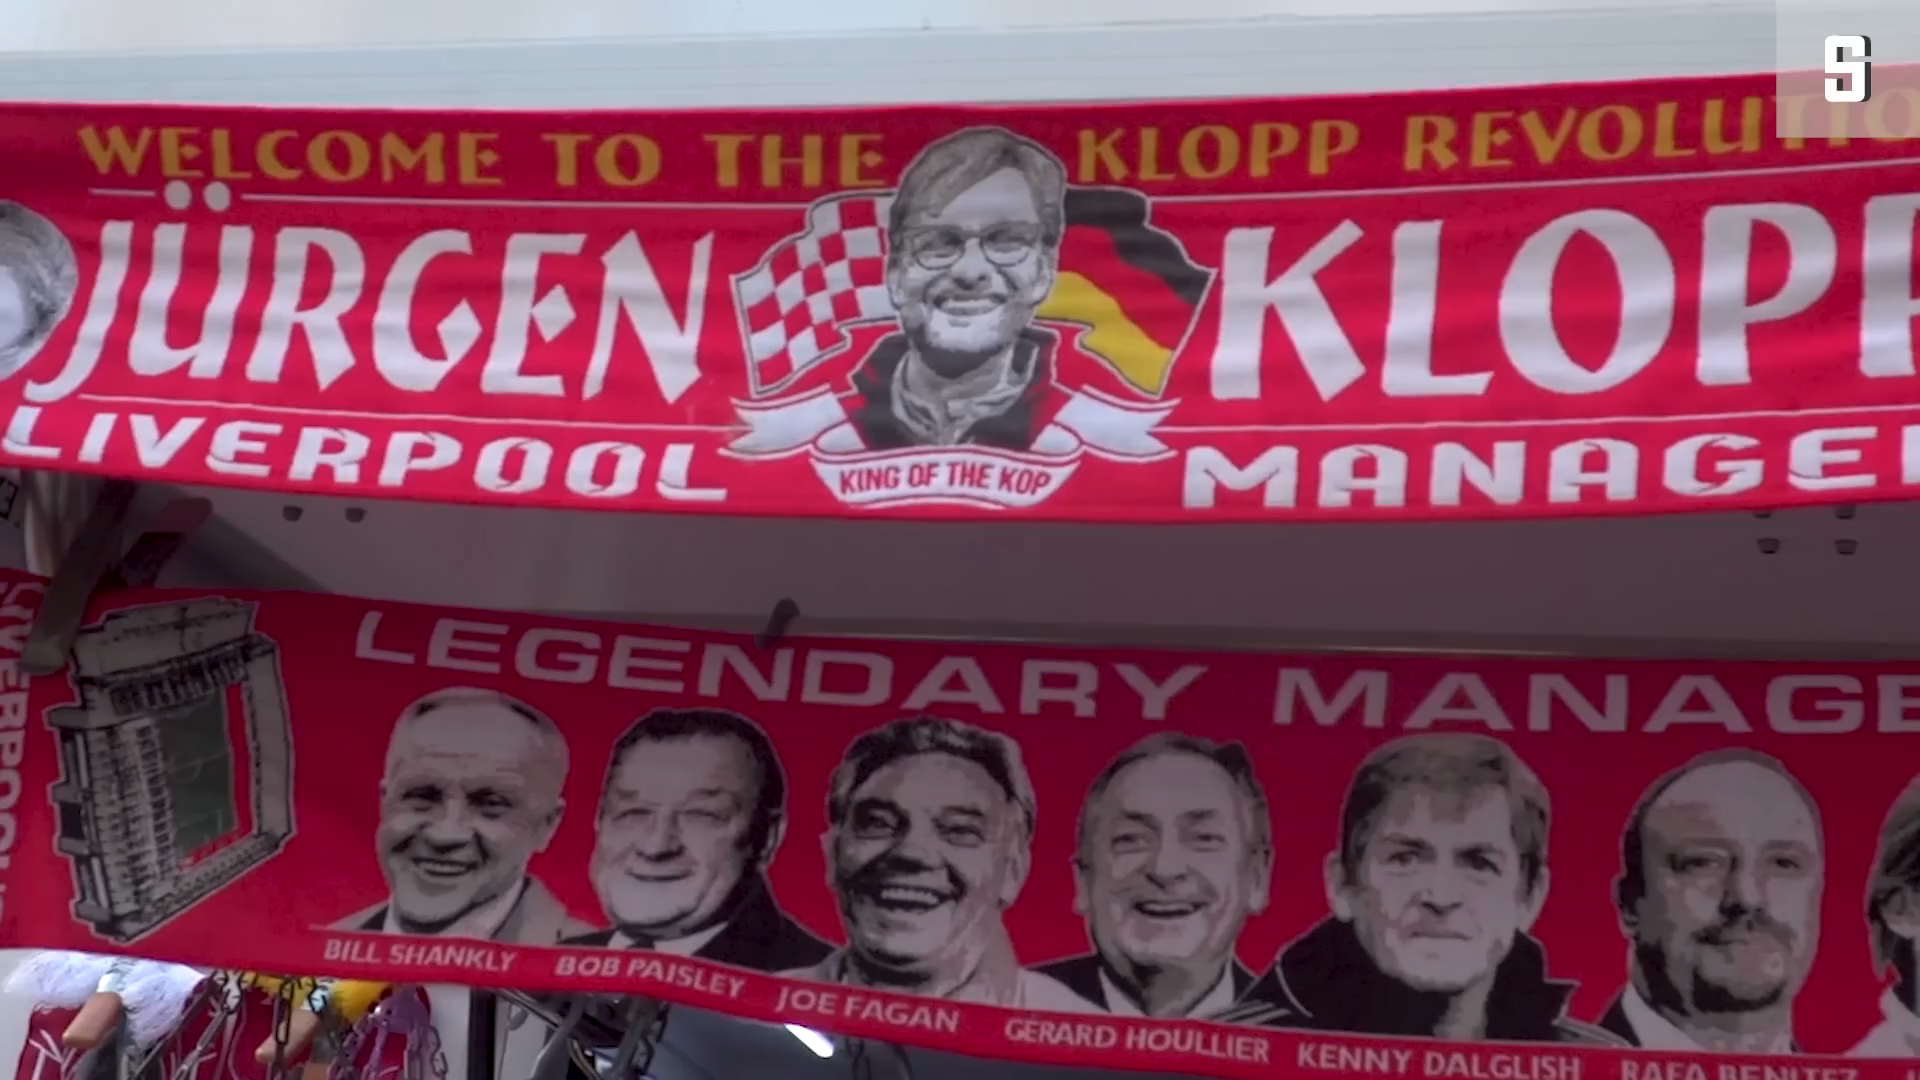 S
WELCOME TO THE KLOPP REVOLUTIO
JÜRGEN KLOPP
LIVERPOOL MANAGE
KING OF THE KOP
LEGENDARY MANAGE
BILL SHANKLY
BOB PAISLEY
JOE FAGAN
GERARD HOULLIER
KENNY DALGLISH
RAFA BENITEZ